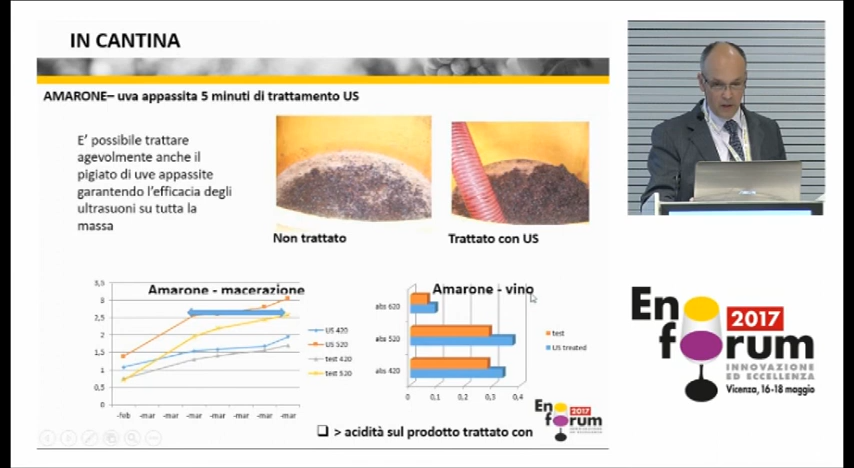 IN CANTINA
AMARONE– uva appassita 5 minuti di trattamento US
E' possibile trattare
agevolmente anche il
pigiato di uve appassite
garantendo l'efficacia degli
ultrasuoni su tutta la
massa
Non trattato
Trattato con US
Amarone - macerazione
3,5
3
2,5
2
1,5
1
0,5
0
-feb -mar -mar -mar -mar -mar -mar -mar
US 420
US 520
test 420
test 520
Amarone - vino
abs 620
abs 520
abs 420
0 0,1 0,2 0,3 0,4
test
US treated
> acidità sul prodotto trattato con
En
2017
forum
En
2017
forum
INNOVAZIONE
ED ECCELLENZA
Vicenza, 16-18 maggio